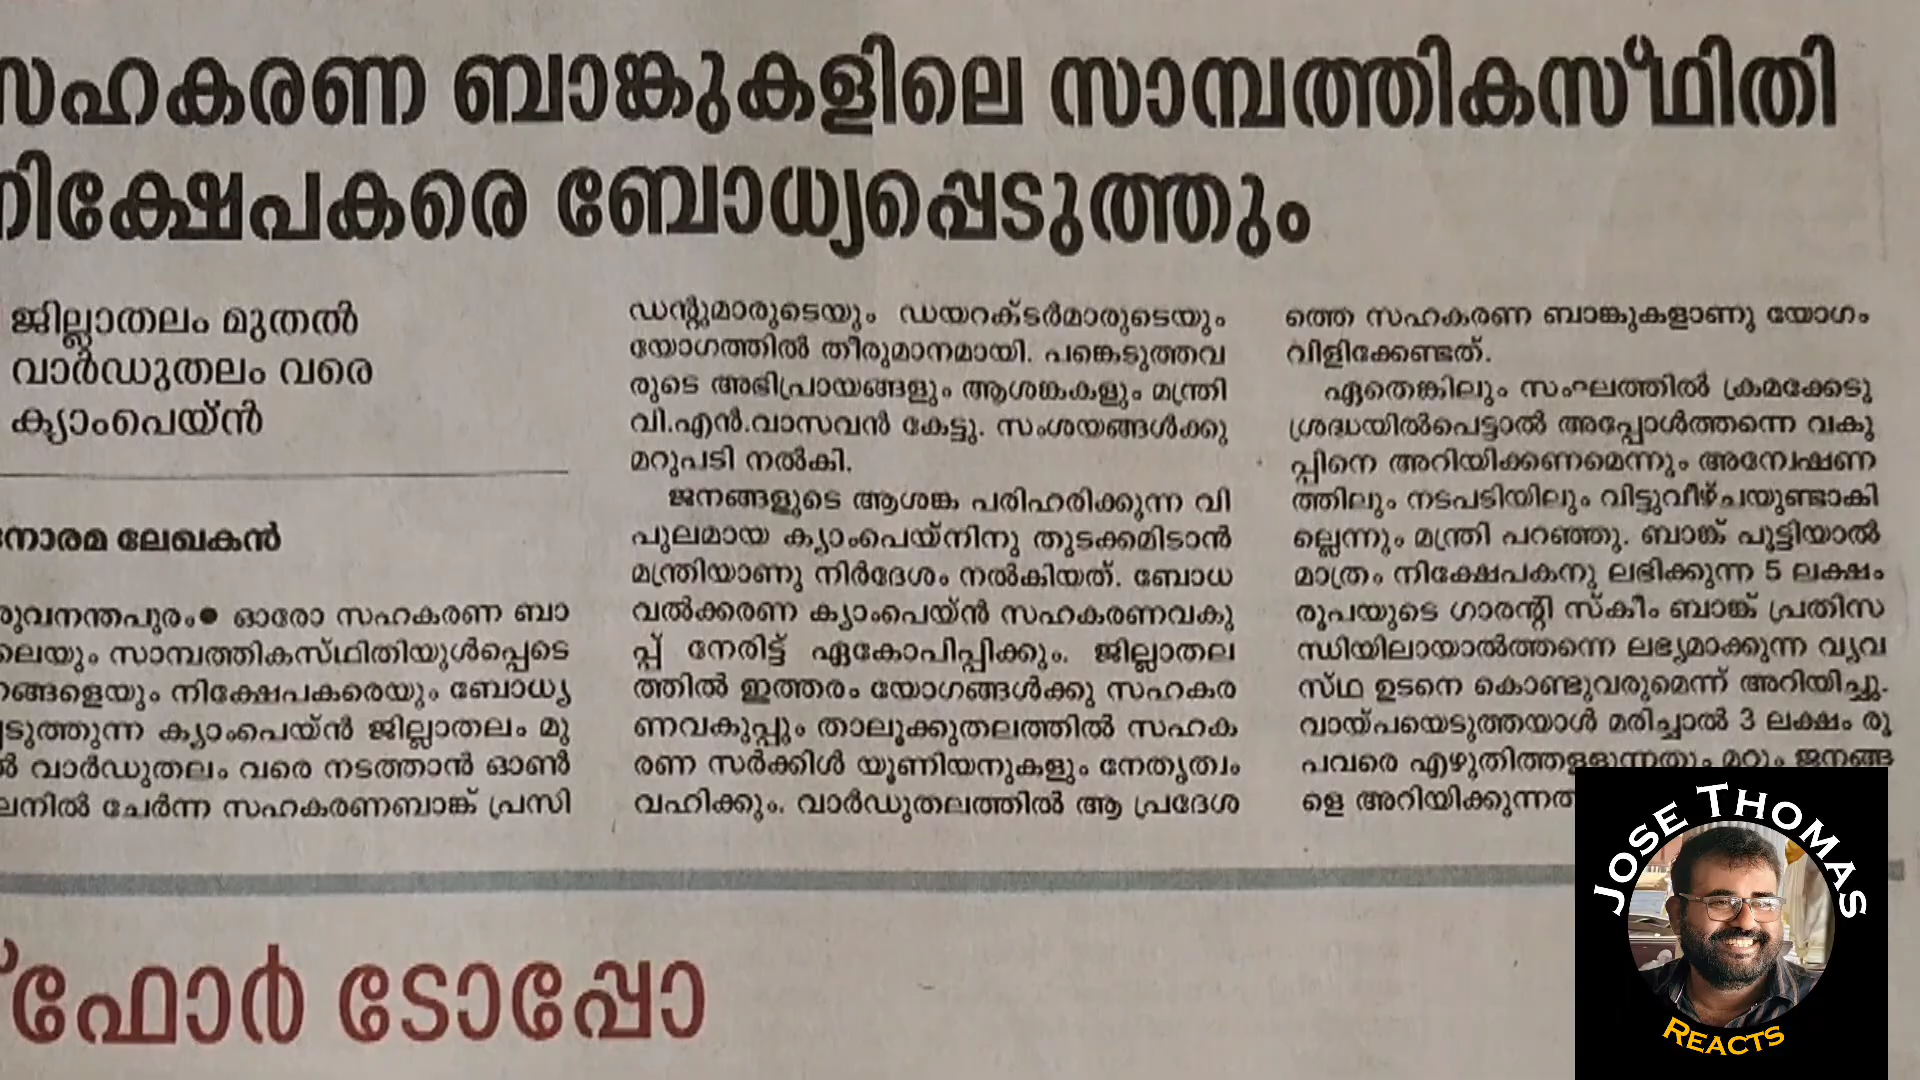 സഹകരണ ബാങ്കുകളിലെ സാമ്പത്തികസ്ഥിതി
നിക്ഷേപകരെ ബോധ്യപ്പെടുത്തും
ജില്ലാതലം മുതൽ
വാർഡുതലം വരെ
ക്യാംപെയ്ൻ
നോരമ ലേഖകൻ
രുവനന്തപുരം● ഓരോ സഹകരണ ബാ
ലെയും സാമ്പത്തികസ്ഥിതിയുൾപ്പെടെ
ങ്ങളെയും നിക്ഷേപകരെയും ബോധ്യ
ടുത്തുന്ന ക്യാംപെയ്ൻ ജില്ലാതലം മു
ൽ വാർഡുതലം വരെ നടത്താൻ ഓൺ
ലനിൽ ചേർന്ന സഹകരണബാങ്ക് പ്രസി
ഡന്റുമാരുടെയും ഡയറക്ടർമാരുടെയും
യോഗത്തിൽ തീരുമാനമായി. പങ്കെടുത്തവ
രുടെ അഭിപ്രായങ്ങളും ആശങ്കകളും മന്ത്രി
വി.എൻ.വാസവൻ കേട്ടു. സംശയങ്ങൾക്കു
മറുപടി നൽകി.
ജനങ്ങളുടെ ആശങ്ക പരിഹരിക്കുന്ന വി
പുലമായ ക്യാംപെയ്നിനു തുടക്കമിടാൻ
മന്ത്രിയാണു നിർദേശം നൽകിയത്. ബോധ
വൽക്കരണ ക്യാംപെയ്ൻ സഹകരണവകു
പ്പ് നേരിട്ട് ഏകോപിപ്പിക്കും. ജില്ലാതല
ത്തിൽ ഇത്തരം യോഗങ്ങൾക്കു സഹകര
ണവകുപ്പും താലൂക്കുതലത്തിൽ സഹക
രണ സർക്കിൾ യൂണിയനുകളും നേതൃത്വം
വഹിക്കും. വാർഡുതലത്തിൽ ആ പ്രദേശ
ത്തെ സഹകരണ ബാങ്കുകളാണു യോഗം
വിളിക്കേണ്ടത്.
ഏതെങ്കിലും സംഘത്തിൽ ക്രമക്കേടു
ശ്രദ്ധയിൽപെട്ടാൽ അപ്പോൾത്തന്നെ വകു
പ്പിനെ അറിയിക്കണമെന്നും അന്വേഷണ
ത്തിലും നടപടിയിലും വിട്ടുവീഴ്ചയുണ്ടാകി
ല്ലെന്നും മന്ത്രി പറഞ്ഞു. ബാങ്ക് പൂട്ടിയാൽ
മാത്രം നിക്ഷേപകനു ലഭിക്കുന്ന 5 ലക്ഷം
രൂപയുടെ ഗാരന്റി സ്കീം ബാങ്ക് പ്രതിസ
ന്ധിയിലായാൽത്തന്നെ ലഭ്യമാക്കുന്ന വ്യവ
സ്ഥ ഉടനെ കൊണ്ടുവരുമെന്ന് അറിയിച്ചു.
വായ്പയെടുത്തയാൾ മരിച്ചാൽ 3 ലക്ഷം രൂ
പവരെ എഴുതിത്തള്ളുന്നതും മറ്റും ജനങ്ങ
ളെ അറിയിക്കുന്നത
്ഫോർ ടോപ്പോ
JOSE THOMAS
REACTS